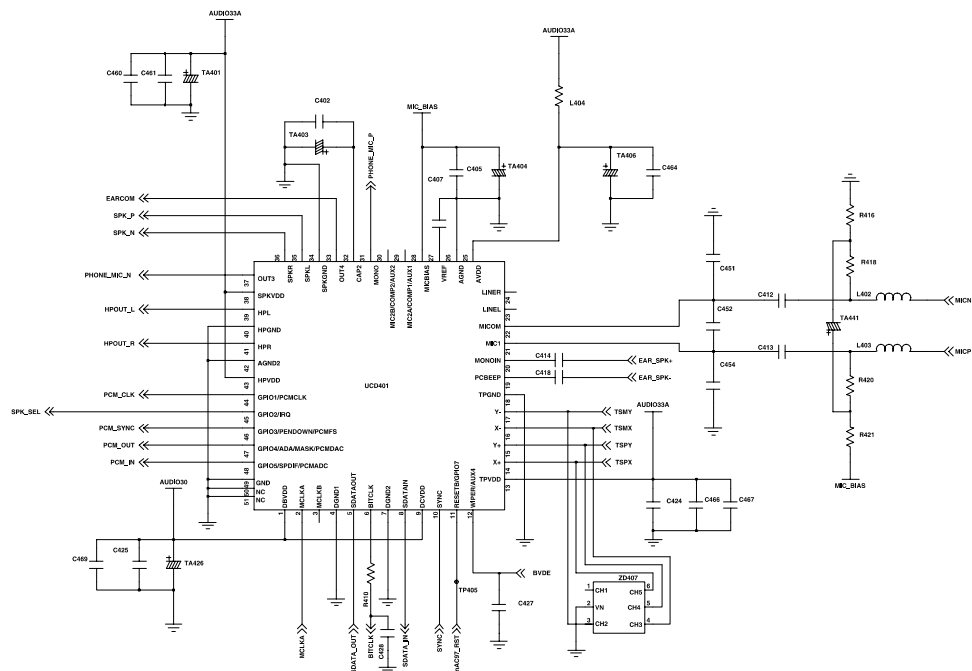 AUDIO33A
AUDIO33A
C460 C461 TA401
C402
TA403
MIC_BIAS
L404
PHONE_MIC_P
C405
C407
TA404
TA406
C464
EARCOM
SPK_P
SPK_N
36 35 34 33 32 31 30 29 28 27 26 25
SPKR SPKL SPKGND OUT4 CAP2 MONO MIC2B/COMP2/AUX2 MIC2A/COMP1/AUX1 MICBIAS VREF AGND AVDD
PHONE_MIC_N 37 OUT3
38 SPKVDD
HPOUT_L 39 HPL
40 HPGND
HPOUT_R 41 HPR
42 AGND2
43 HPVDD
PCM_CLK 44 GPIO1/PCMCLK
SPK_SEL 45 GPIO2/IRQ
PCM_SYNC 46 GPIO3/PENDOWN/PCMFS
PCM_OUT 47 GPIO4/ADA/MASK/PCMDAC
PCM_IN 48 GPIO5/SPDIF/PCMADC
49 GND
50 NC
51 NC
UCD401
LINER 24
LINEL 23
MICOM 22
MIC1 21
MONOIN 20 C414 EAR_SPK+
PCBEEP 19 C418 EAR_SPK-
TPGND 18
Y- 17 TSMY
X- 16 TSMX
Y+ 15 TSPY
X+ 14 TSPX
TPVDD 13
DBVDD MCLKA MCLKB DGND1 SDATAOUT BITCLK DGND2 SDATAIN DCVDD SYNC RESETB/GPIO7 WIPER/AUX4
1 2 3 4 5 6 7 8 9 10 11 12
C451
C452
C454
C412
C413
R416
R418
L402 MICN
TA441
L403 MICP
R420
R421
MIC_BIAS
AUDIO33A
C424 C466 C467
AUDIO30
C469 C425 TA426
R410
C428
TP405
BVDE
C427
MCLKA
SDATA_OUT
BITCLK
SDATA_IN
SYNC
nAC97_RST
ZD407
1 CH1 CH5 6
2 VN CH4 5
3 CH2 CH3 4